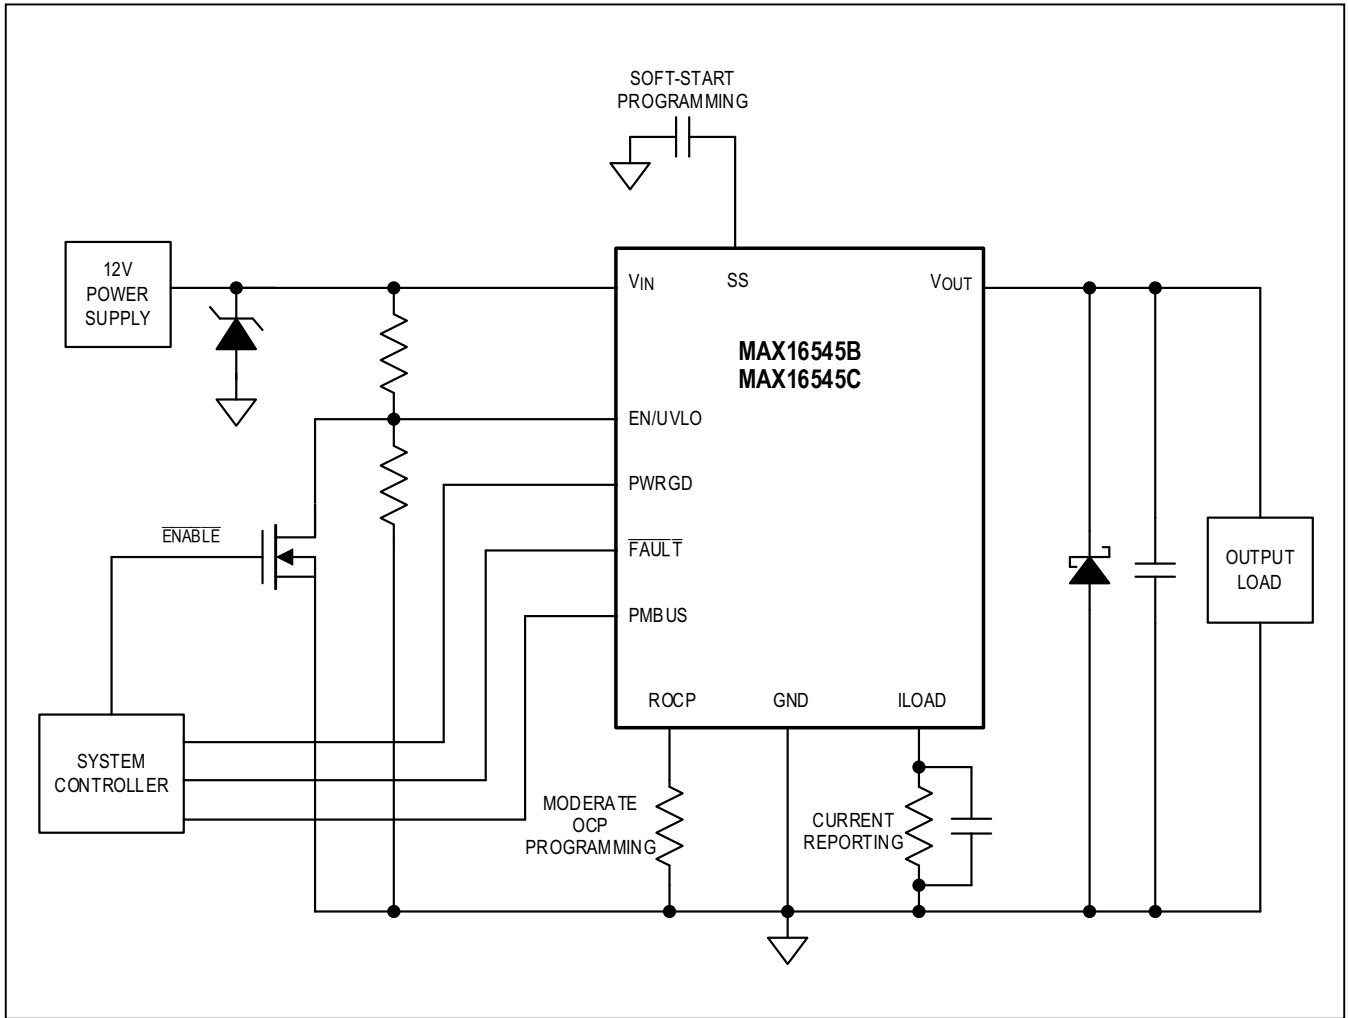 SOFT-START
PROGRAMMING
12V
POWER
SUPPLY
VIN
SS
VOUT
MAX16545B
MAX16545C
EN/UVLO
PWRGD
ENABLE
FAULT
OUTPUT
LOAD
PMBUS
ROCP
GND
ILOAD
SYSTEM
CONTROLLER
MODERATE
OCP
PROGRAMMING
CURRENT
REPORTING